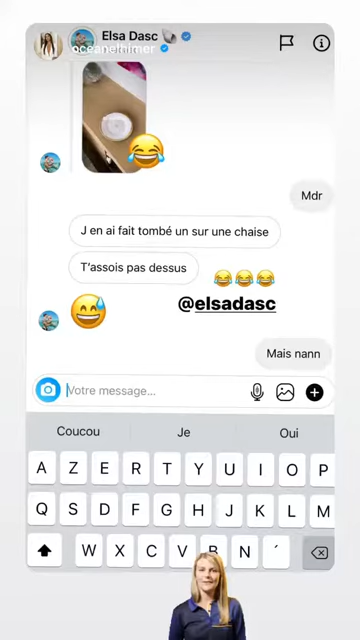 Elsa Dasc
oceanelhimer
Mdr
J en ai fait tombé un sur une chaise
T'assois pas dessus
@elsadasc
Mais nann
Votre message...
Coucou Je Oui
A Z E R T Y U I O P
Q S D F G H J K L M
W X C V B N ´